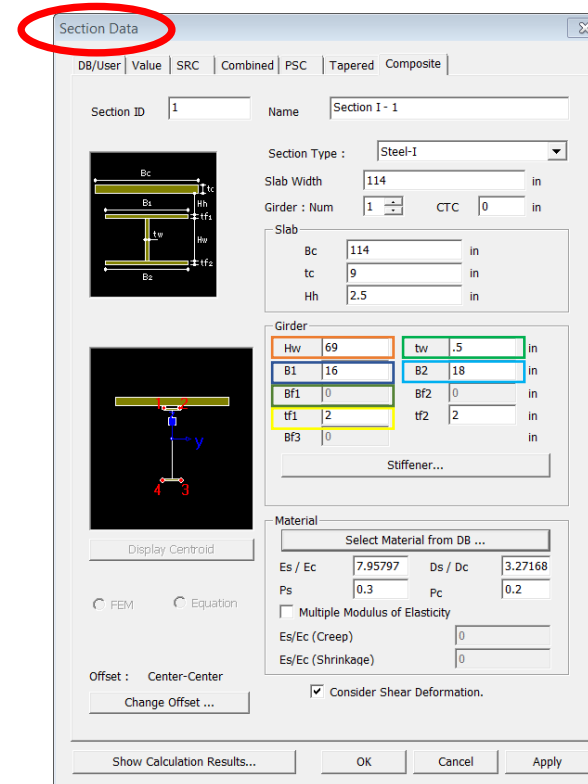 Section Data
DB/User Value SRC Combined PSC Tapered Composite
Section ID 1 Name Section I - 1
Section Type : Steel-I
Slab Width 114 in
Girder : Num 1 CTC 0 in
Slab
Bc 114 in
tc 9 in
Hh 2.5 in
Bc
tc
Hh
B1
tf1
tw
Hw
tf2
B2
Girder
Hw 69 tw .5 in
B1 16 B2 18 in
Bf1 0 Bf2 0 in
tf1 2 tf2 2 in
Bf3 0 in
Stiffener...
1 2
y
4 3
Display Centroid
FEM Equation
Material
Select Material from DB ...
Es / Ec 7.95797 Ds / Dc 3.27168
Ps 0.3 Pc 0.2
Multiple Modulus of Elasticity
Es/Ec (Creep) 0
Es/Ec (Shrinkage) 0
Offset : Center-Center
Change Offset ...
Consider Shear Deformation.
Show Calculation Results... OK Cancel Apply